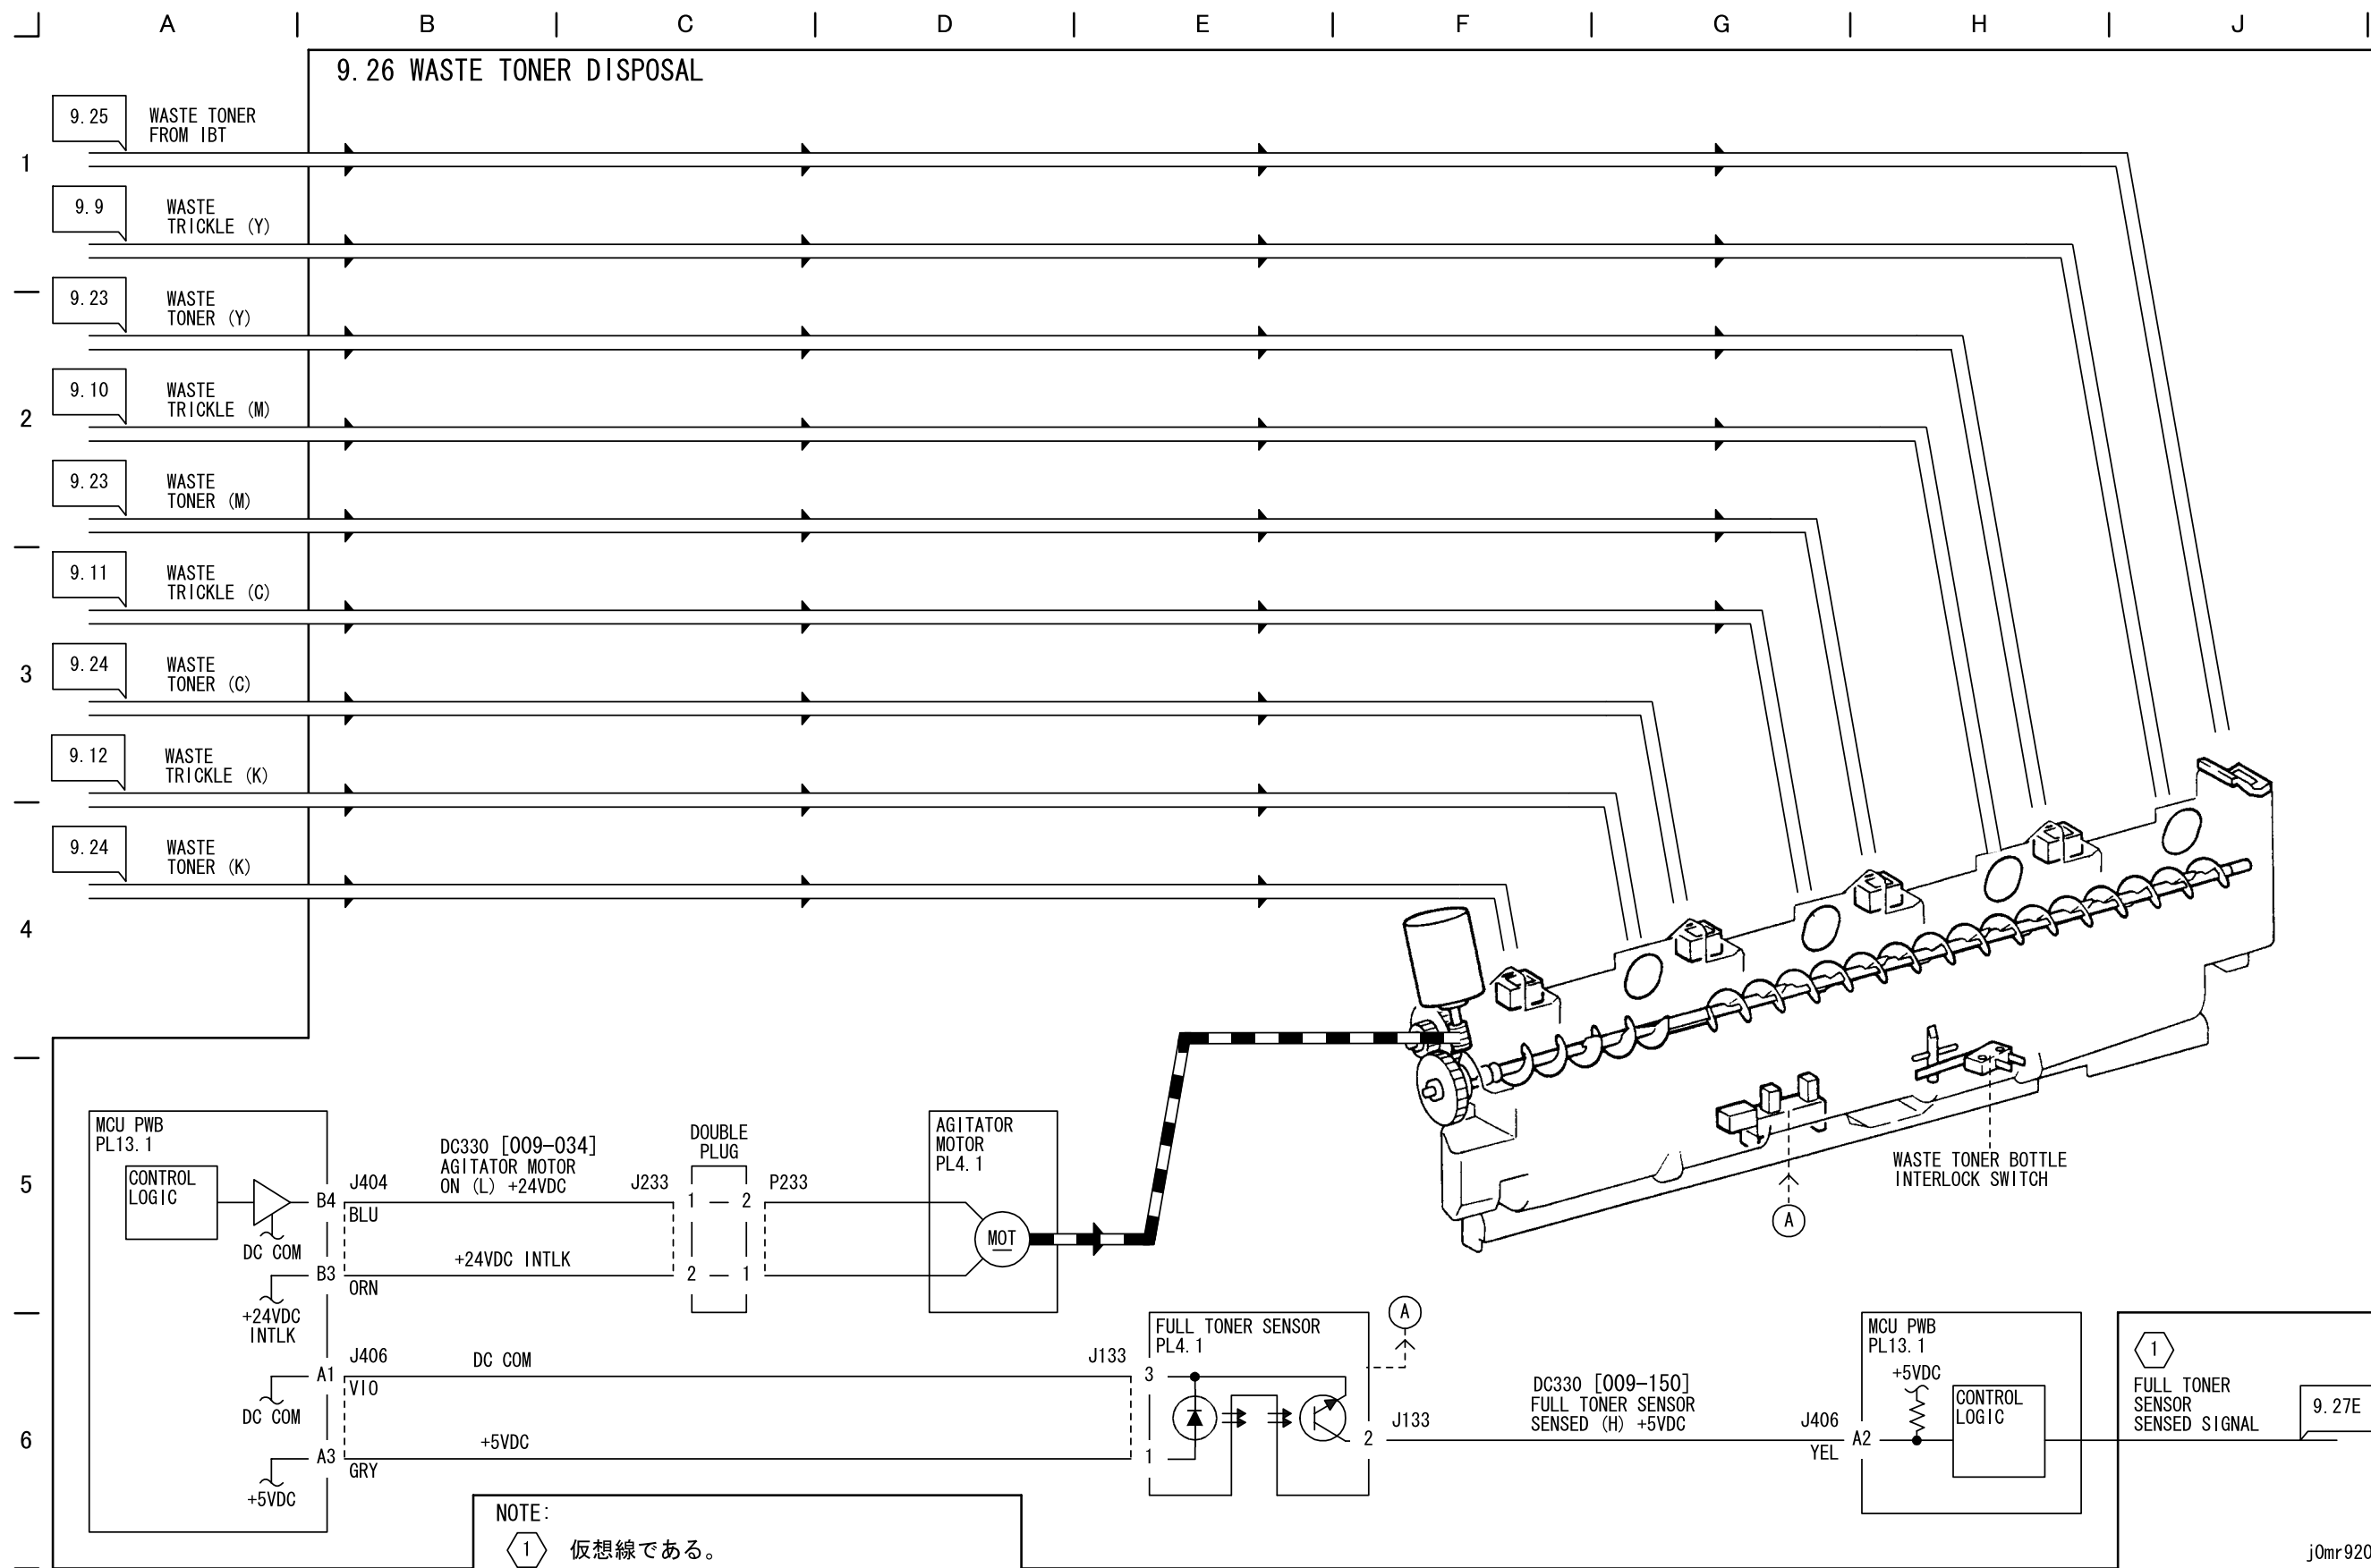 A B C D E F G H J
9.26 WASTE TONER DISPOSAL
9.25
WASTE TONER
FROM IBT
1
9.9
WASTE
TRICKLE (Y)
9.23
WASTE
TONER (Y)
9.10
WASTE
TRICKLE (M)
2
9.23
WASTE
TONER (M)
9.11
WASTE
TRICKLE (C)
9.24
WASTE
TONER (C)
3
9.12
WASTE
TRICKLE (K)
9.24
WASTE
TONER (K)
4
MCU PWB
PL13.1
CONTROL
LOGIC
DC COM
+24VDC
INTLK
DC COM
+5VDC
B4
B3
A1
A3
J404
BLU
ORN
DC330 [009-034]
AGITATOR MOTOR
ON (L) +24VDC
+24VDC INTLK
J233
DOUBLE
PLUG
1 2
2 1
P233
AGITATOR
MOTOR
PL4.1
MOT
WASTE TONER BOTTLE
INTERLOCK SWITCH
A
5
J406
VIO
GRY
DC COM
+5VDC
J133
FULL TONER SENSOR
PL4.1
3
1
2
A
J133
DC330 [009-150]
FULL TONER SENSOR
SENSED (H) +5VDC
J406
YEL
A2
MCU PWB
PL13.1
+5VDC
CONTROL
LOGIC
1
FULL TONER
SENSOR
SENSED SIGNAL
9.27E
6
NOTE:
1 仮想線である。
j0mr920